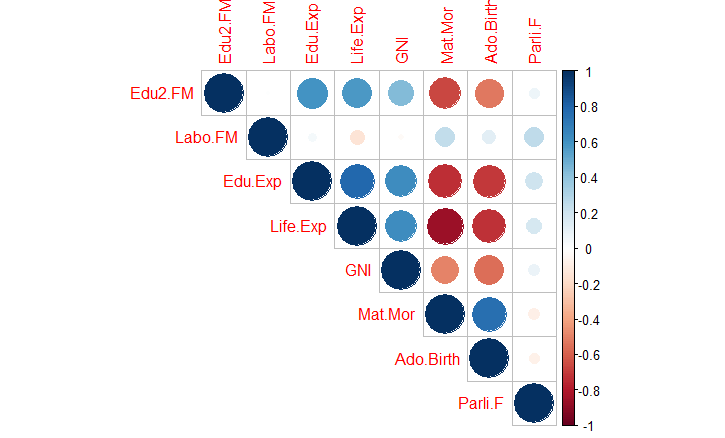 Edu2.FM
Labo.FM
Edu.Exp
Life.Exp
GNI
Mat.Mor
Ado.Birth
Parli.F
Edu2.FM
Labo.FM
Edu.Exp
Life.Exp
GNI
Mat.Mor
Ado.Birth
Parli.F
1
0.8
0.6
0.4
0.2
0
-0.2
-0.4
-0.6
-0.8
-1